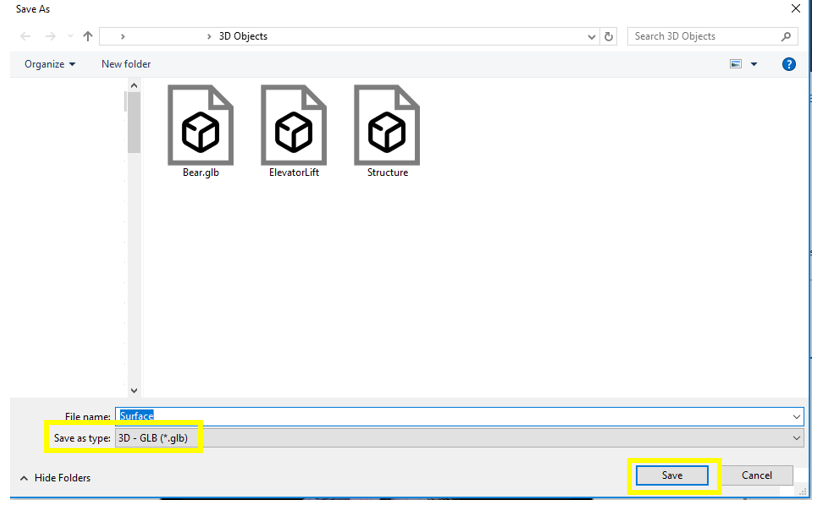 Save As
3D Objects
Search 3D Objects
Organize
New folder
Bear.glb
ElevatorLift
Structure
File name: Surface
Save as type: 3D - GLB (*.glb)
Hide Folders
Save
Cancel